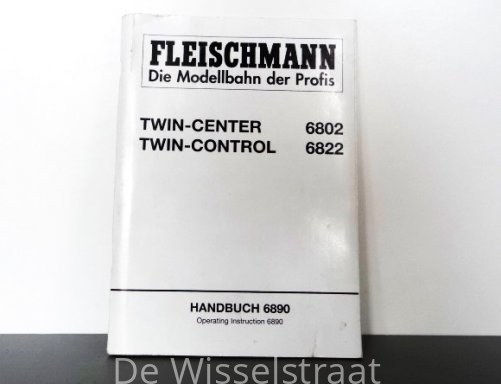 FLEISCHMANN
Die Modellbahn der Profis
TWIN-CENTER 6802
TWIN-CONTROL 6822
HANDBUCH 6890
Operating Instruction 6890
De Wisselstraat